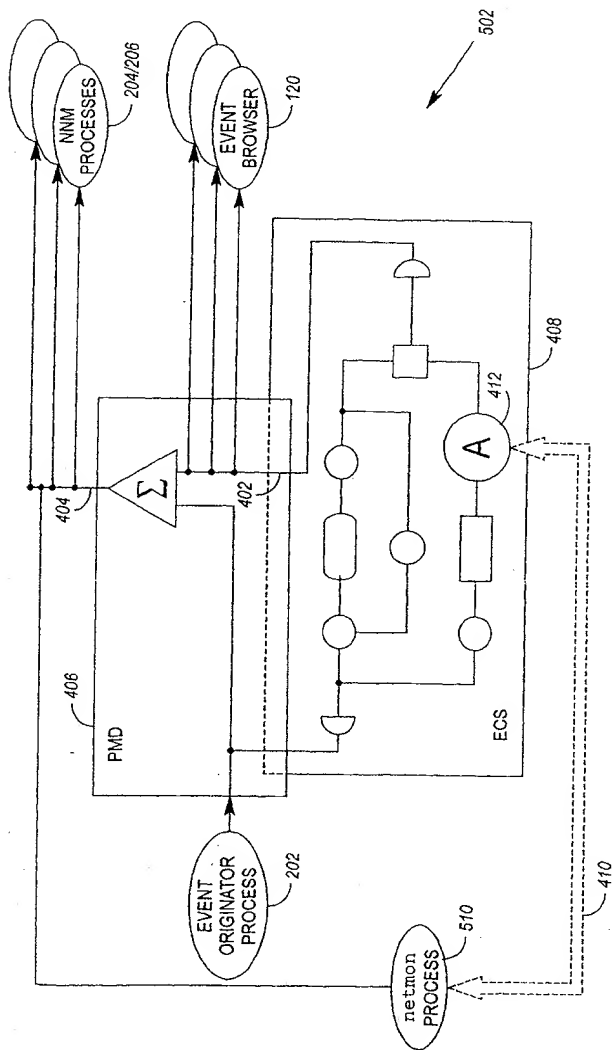 502
NNM
PROCESSES
204/206
EVENT
BROWSER
120
404
Σ
402
406
PMD
EVENT
ORIGINATOR
PROCESS
202
408
412
A
ECS
netmon
PROCESS
510
410